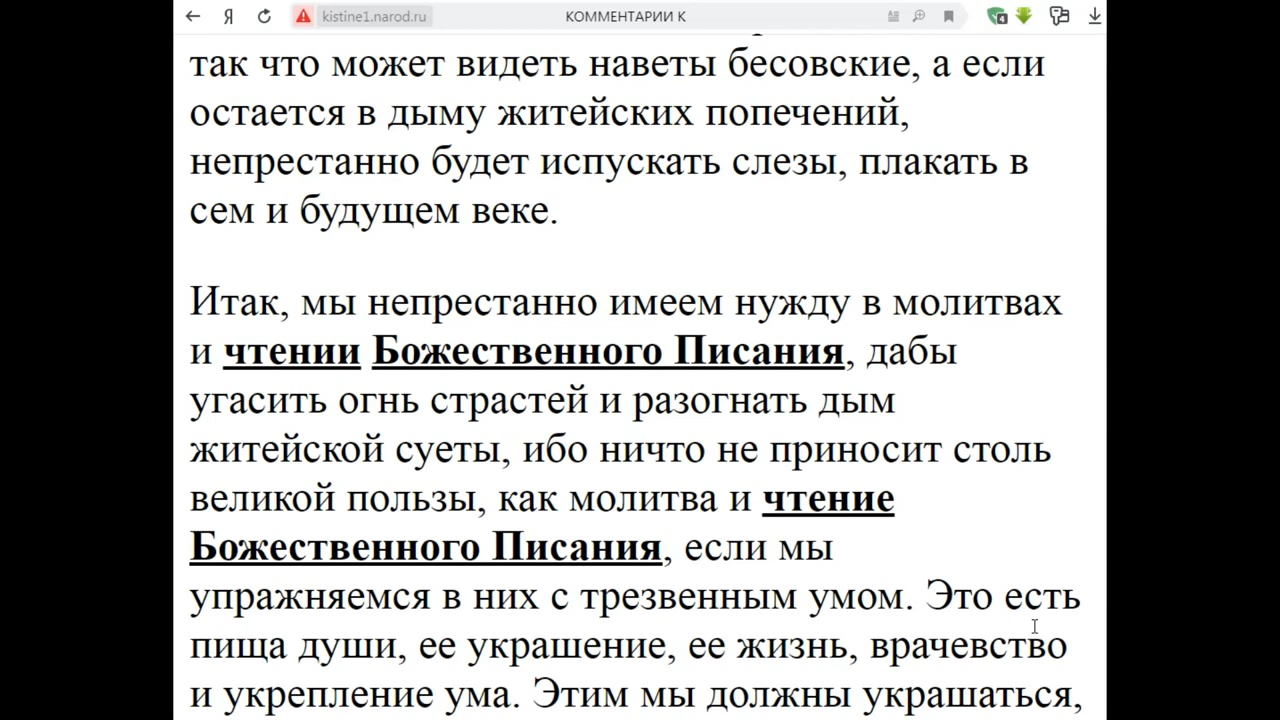 Я
kistine1.narod.ru
КОММЕНТАРИИ К
4
так что может видеть наветы бесовские, а если
остается в дыму житейских попечений,
непрестанно будет испускать слезы, плакать в
сем и будущем веке.
Итак, мы непрестанно имеем нужду в молитвах
и чтении Божественного Писания, дабы
угасить огнь страстей и разогнать дым
житейской суеты, ибо ничто не приносит столь
великой пользы, как молитва и чтение
Божественного Писания, если мы
упражняемся в них с трезвенным умом. Это есть
пища души, ее украшение, ее жизнь, врачевство
и укрепление ума. Этим мы должны украшаться,